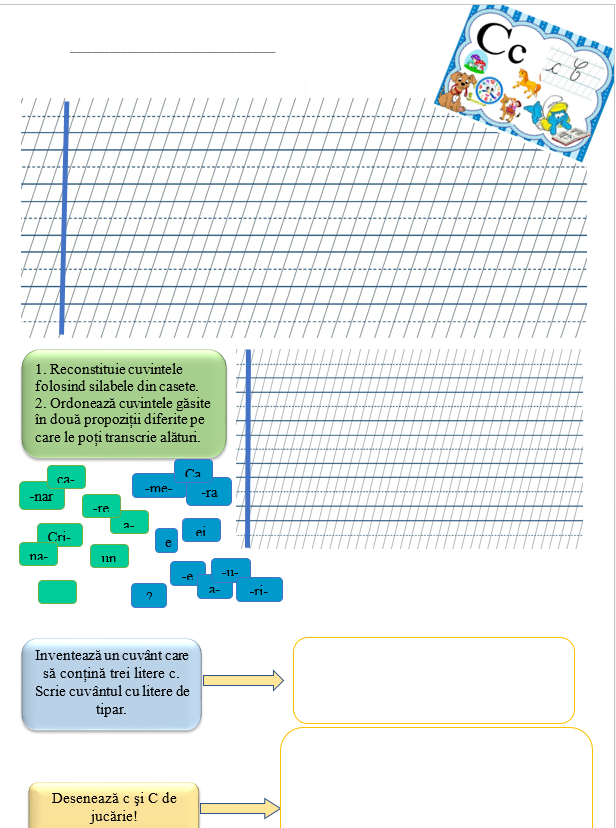 Cc
c C
1. Reconstituie cuvintele
folosind silabele din casete.
2. Ordonează cuvintele găsite
în două propoziții diferite pe
care le poți transcrie alături.
ca-
-nar
-re
a-
Cri-
na-
un
Ca
-me-
-ra
e
ei
-e
-u-
a-
-ri-
?
Inventează un cuvânt care
să conțină trei litere c.
Scrie cuvântul cu litere de
tipar.
Desenează c și C de
jucărie!